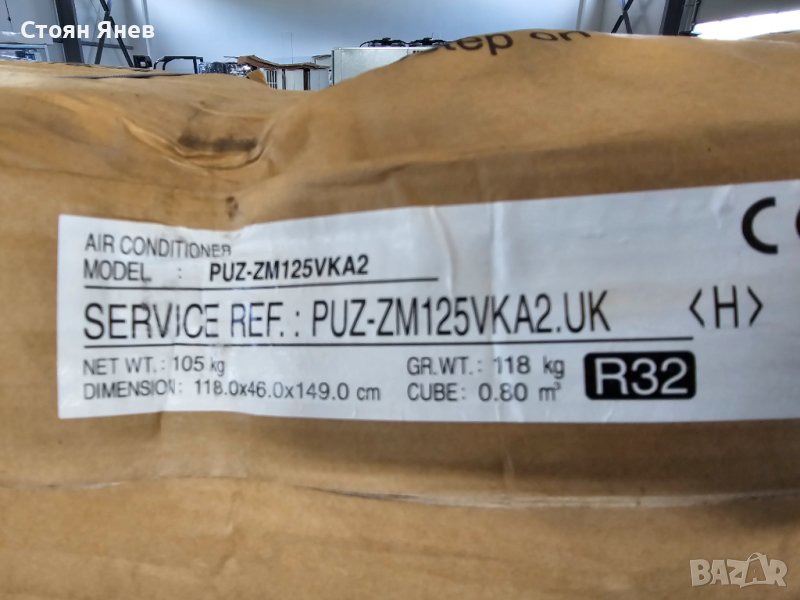 Стоян Янев
Step on
AIR CONDITIONER
MODEL : PUZ-ZM125VKA2
SERVICE REF. : PUZ-ZM125VKA2.UK <H>
NET WT. : 105 kg GR.WT. : 118 kg
DIMENSION: 118.0x46.0x149.0 cm CUBE: 0.80 m³
R32
BAZAR